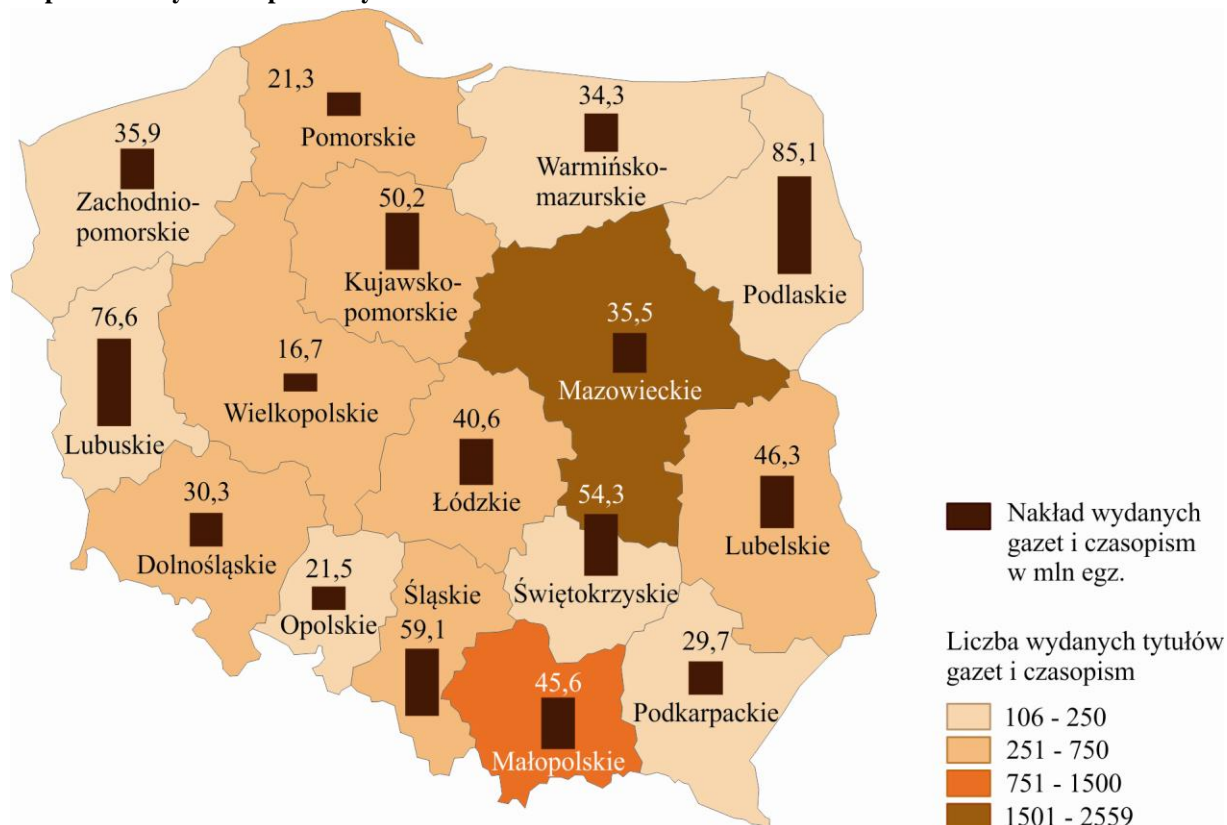 21,3
Pomorskie
34,3
Warmińsko-
mazurskie
35,9
Zachodnio-
pomorskie
85,1
Podlaskie
50,2
Kujawsko-
pomorskie
76,6
Lubuskie
16,7
Wielkopolskie
35,5
Mazowieckie
40,6
Łódzkie
46,3
Lubelskie
30,3
Dolnośląskie
54,3
Świętokrzyskie
21,5
Opolskie
Śląskie
59,1
45,6
Małopolskie
29,7
Podkarpackie
Nakład wydanych
gazet i czasopism
w mln egz.
Liczba wydanych tytułów
gazet i czasopism
106 - 250
251 - 750
751 - 1500
1501 - 2559